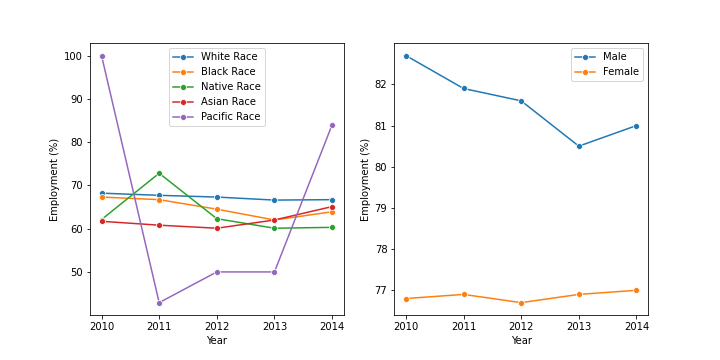 White Race
Black Race
Native Race
Asian Race
Pacific Race
100
90
80
70
60
50
Employment (%)
2010 2011 2012 2013 2014
Year
Male
Female
82
81
80
79
78
77
Employment (%)
2010 2011 2012 2013 2014
Year